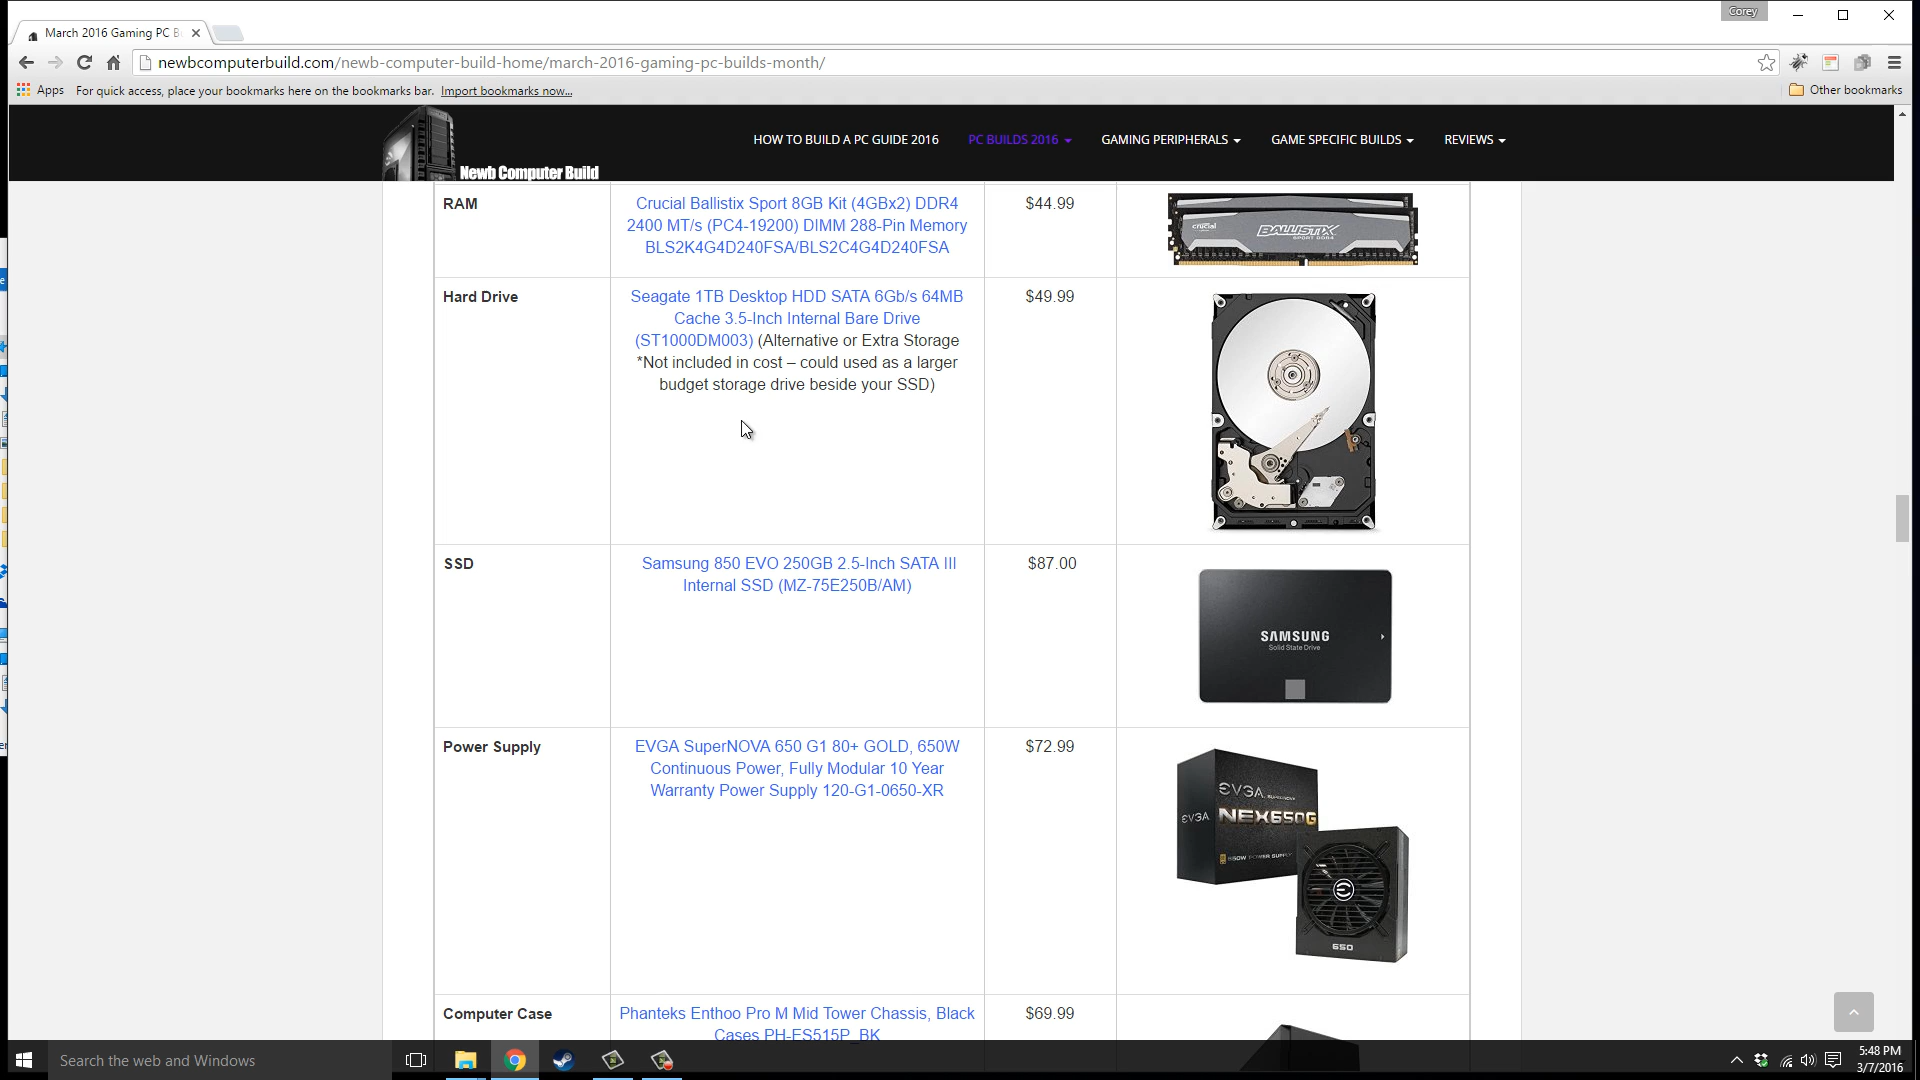 Corey
March 2016 Gaming PC B
newbcomputerbuild.com/newb-computer-build-home/march-2016-gaming-pc-builds-month/
Apps For quick access, place your bookmarks here on the bookmarks bar. Import bookmarks now... Other bookmarks
Newb Computer Build
HOW TO BUILD A PC GUIDE 2016 PC BUILDS 2016 GAMING PERIPHERALS GAME SPECIFIC BUILDS REVIEWS
RAM
Crucial Ballistix Sport 8GB Kit (4GBx2) DDR4
2400 MT/s (PC4-19200) DIMM 288-Pin Memory
BLS2K4G4D240FSA/BLS2C4G4D240FSA
$44.99
crucial
BALLISTIX
SPORT DDR4
Hard Drive
Seagate 1TB Desktop HDD SATA 6Gb/s 64MB
Cache 3.5-Inch Internal Bare Drive
(ST1000DM003) (Alternative or Extra Storage
*Not included in cost – could used as a larger
budget storage drive beside your SSD)
$49.99
SSD
Samsung 850 EVO 250GB 2.5-Inch SATA III
Internal SSD (MZ-75E250B/AM)
$87.00
SAMSUNG
Solid State Drive
Power Supply
EVGA SuperNOVA 650 G1 80+ GOLD, 650W
Continuous Power, Fully Modular 10 Year
Warranty Power Supply 120-G1-0650-XR
$72.99
EVGA
EVGA NEX650G
650W POWER SUPPLY
650
Computer Case
Phanteks Enthoo Pro M Mid Tower Chassis, Black
Cases PH-ES515P_BK
$69.99
Search the web and Windows
5:48 PM
3/7/2016